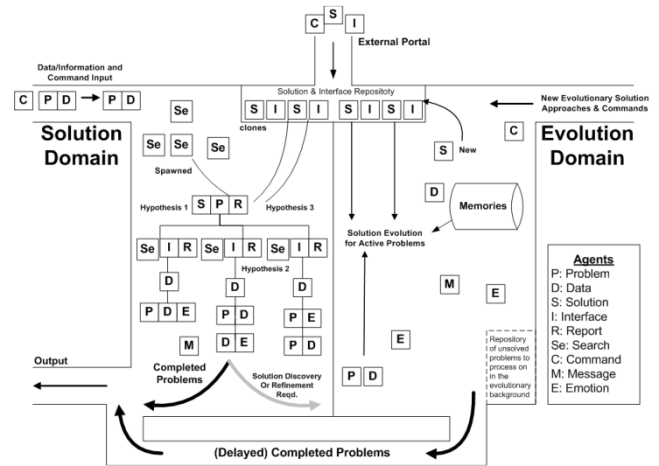 C S I
External Portal
Data/Information and
Command Input
C P D P D
Solution
Domain
Se
Se Se Se
Spawned
Solution & Interface Repository
S I S I S I S I
clones
New Evolutionary Solution
Approaches & Commands
C
Evolution
Domain
S New
D
Memories
Hypothesis 1 S P R Hypothesis 3
Se I R Se I R Se I R
Hypothesis 2
D D D
P D E P D P E
D E P D
M
Solution Evolution
for Active Problems
M E
E
P D
Agents
P: Problem
D: Data
S: Solution
I: Interface
R: Report
Se: Search
C: Command
M: Message
E: Emotion
Repository
of unsolved
problems to
process on
in the
evolutionary
background
Output
Completed
Problems
Solution Discovery
Or Refinement
Reqd.
(Delayed) Completed Problems